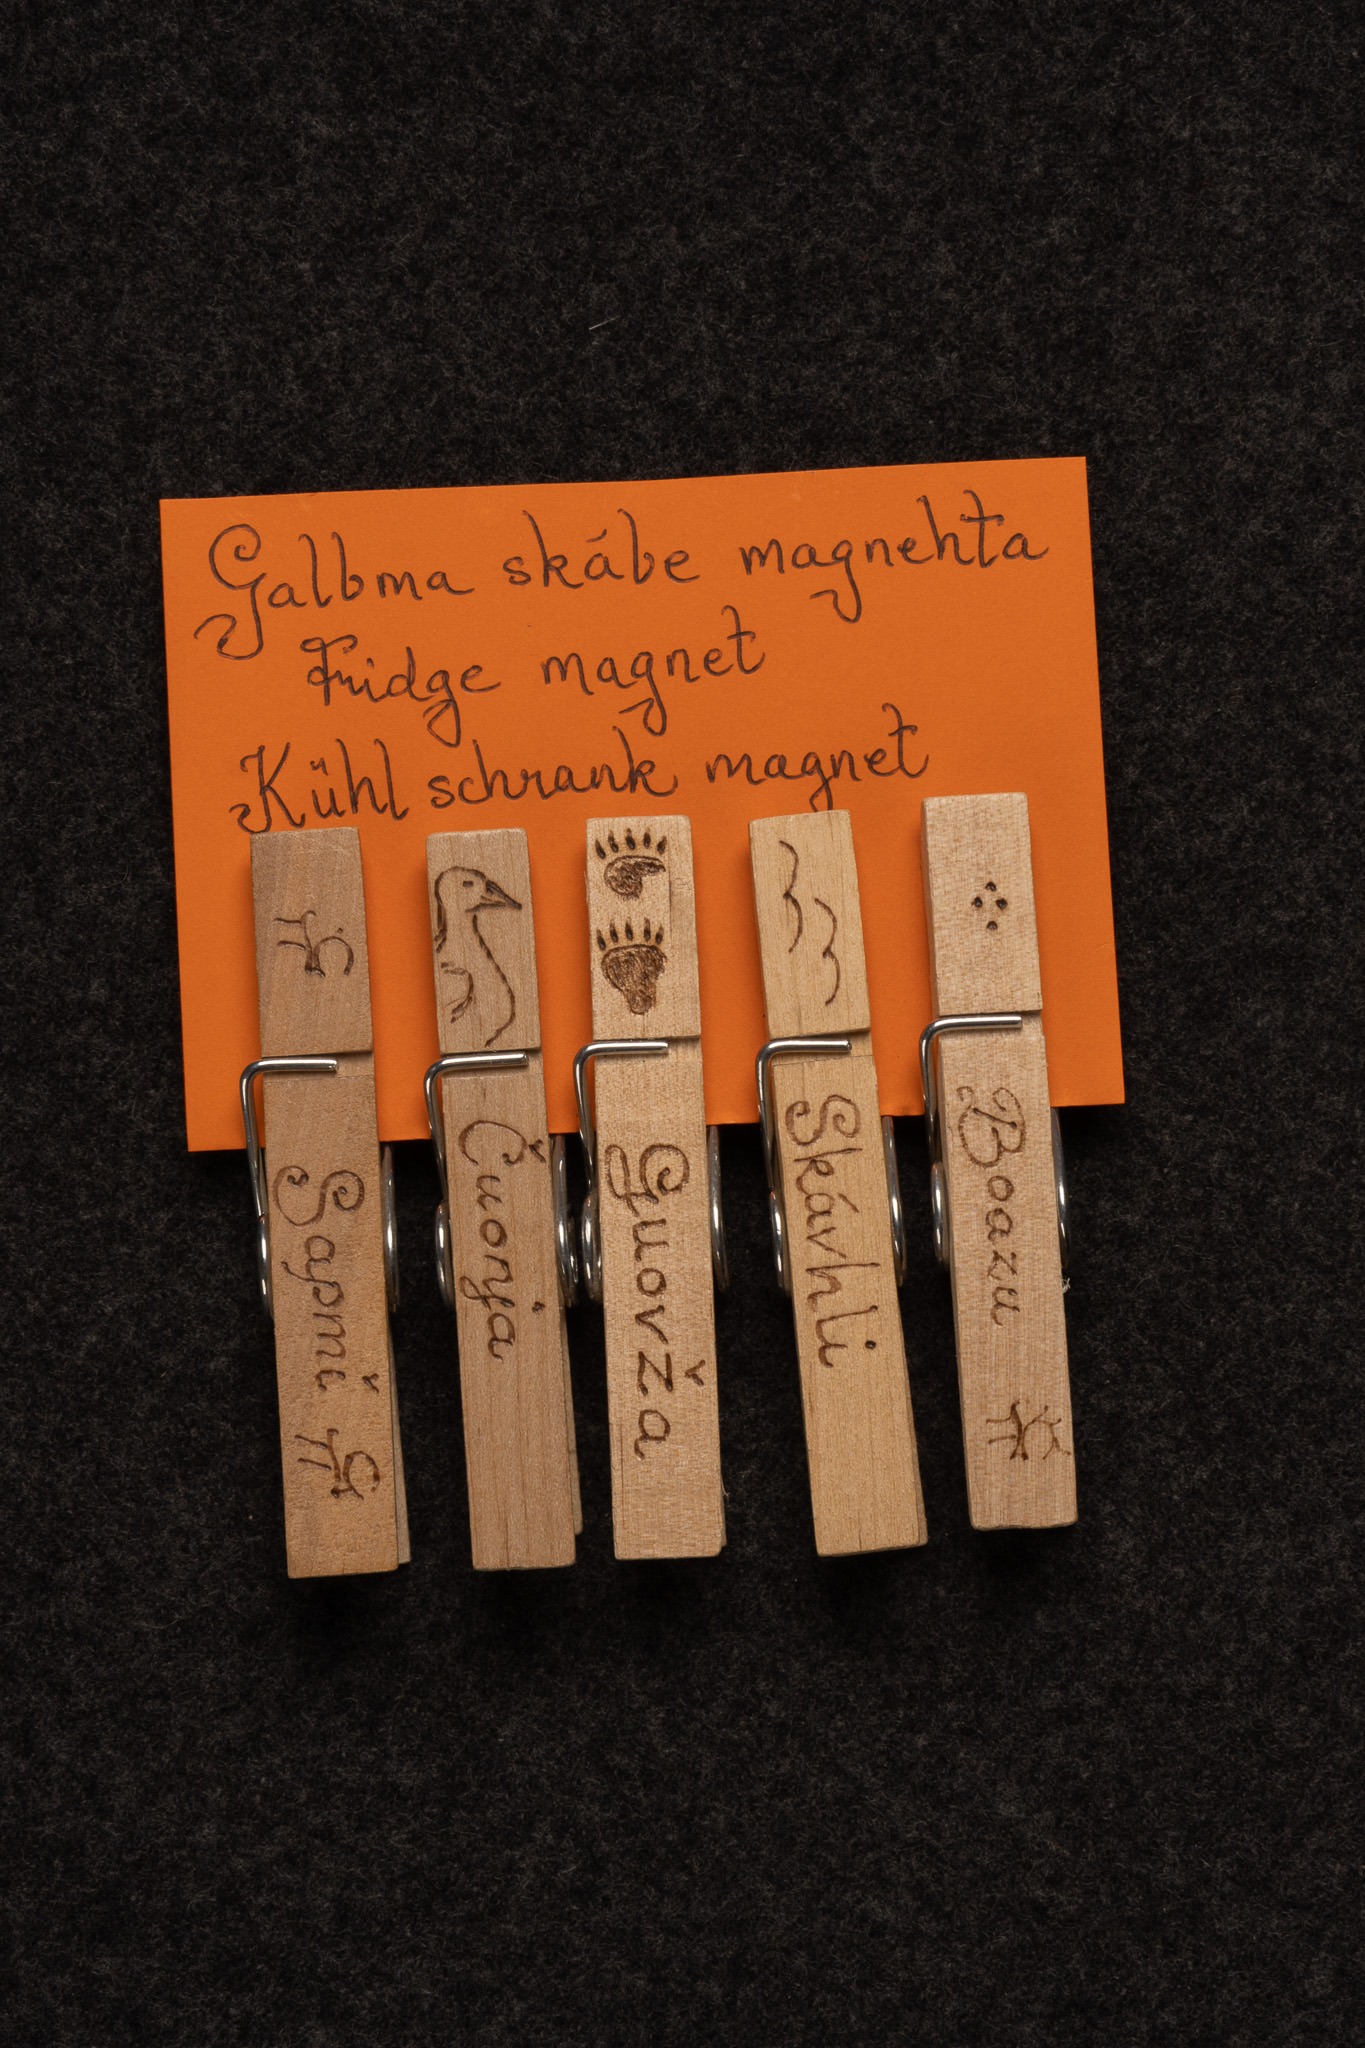 Galbma skábe magnehta
Fridge magnet
Kühl schrank magnet
Sapmi
Čuonja
Guovža
Skávhli
Boazu